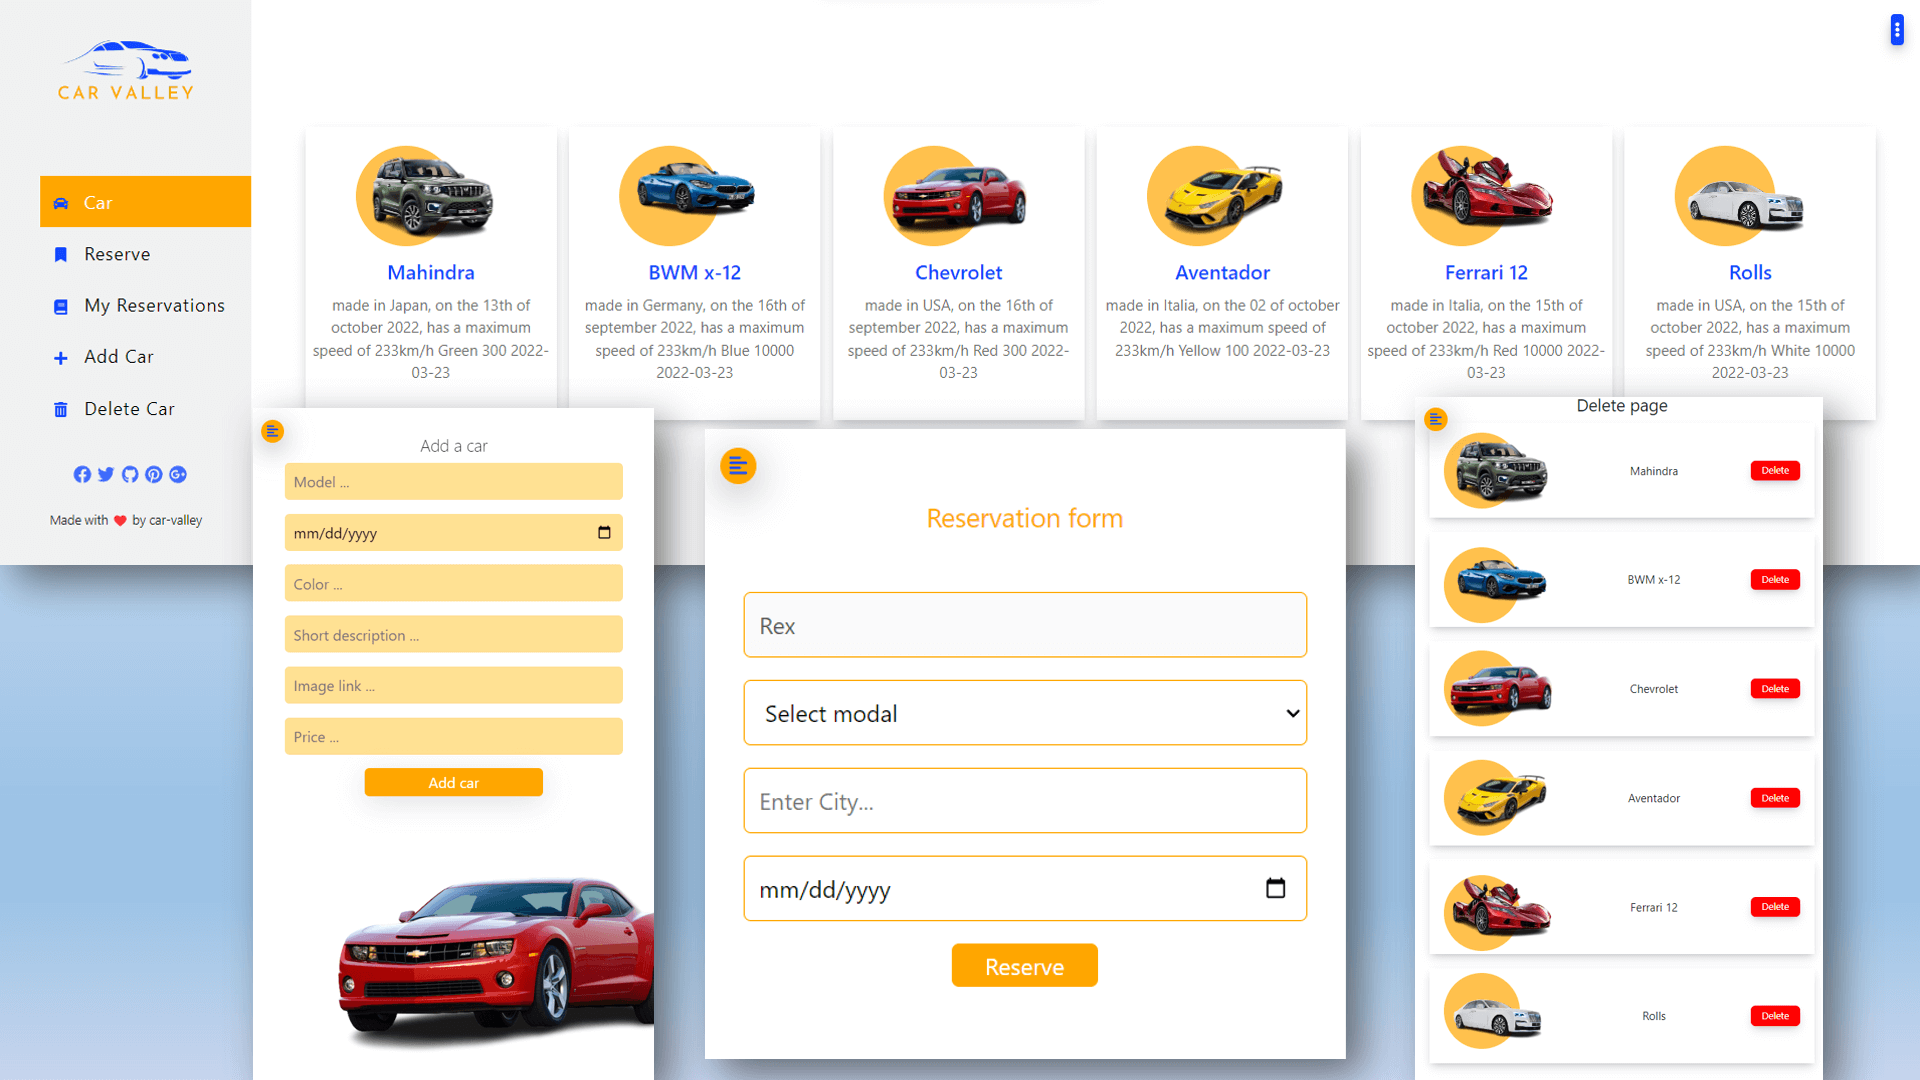 CAR VALLEY
Car
Reserve
My Reservations
Add Car
Delete Car
Made with ❤ by car-valley
Mahindra
made in Japan, on the 13th of
october 2022, has a maximum
speed of 233km/h Green 300 2022-
03-23
BWM x-12
made in Germany, on the 16th of
september 2022, has a maximum
speed of 233km/h Blue 10000
2022-03-23
Chevrolet
made in USA, on the 16th of
september 2022, has a maximum
speed of 233km/h Red 300 2022-
03-23
Aventador
made in Italia, on the 02 of october
2022, has a maximum speed of
233km/h Yellow 100 2022-03-23
Ferrari 12
made in Italia, on the 15th of
october 2022, has a maximum
speed of 233km/h Red 10000 2022-
03-23
Rolls
made in USA, on the 15th of
october 2022, has a maximum
speed of 233km/h White 10000
2022-03-23
Add a car
Model ...
mm/dd/yyyy
Color ...
Short description ...
Image link ...
Price ...
Add car
Reservation form
Rex
Select modal
Enter City...
mm/dd/yyyy
Reserve
Delete page
Mahindra Delete
BWM x-12 Delete
Chevrolet Delete
Aventador Delete
Ferrari 12 Delete
Rolls Delete